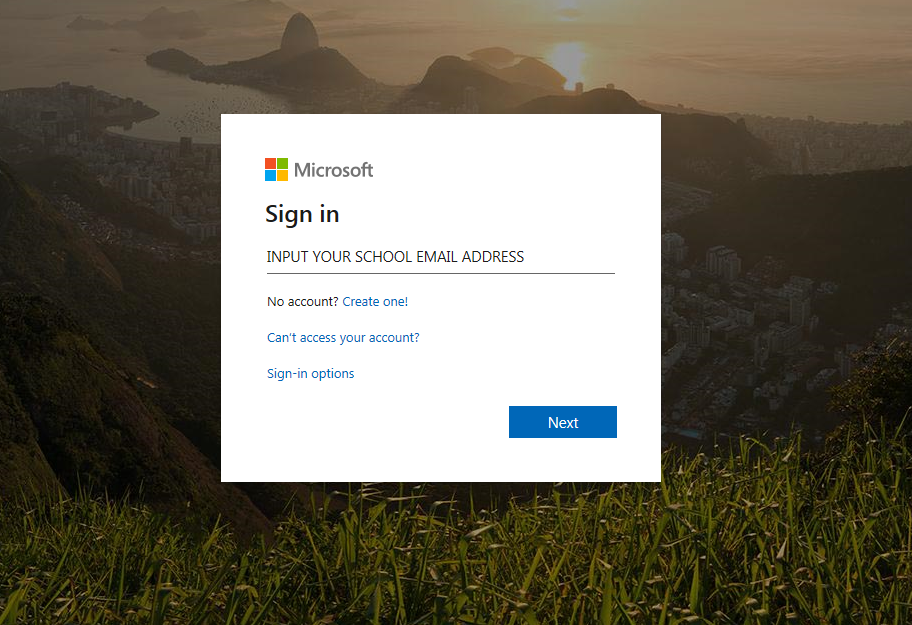 Microsoft
Sign in
INPUT YOUR SCHOOL EMAIL ADDRESS
No account? Create one!
Can't access your account?
Sign-in options
Next